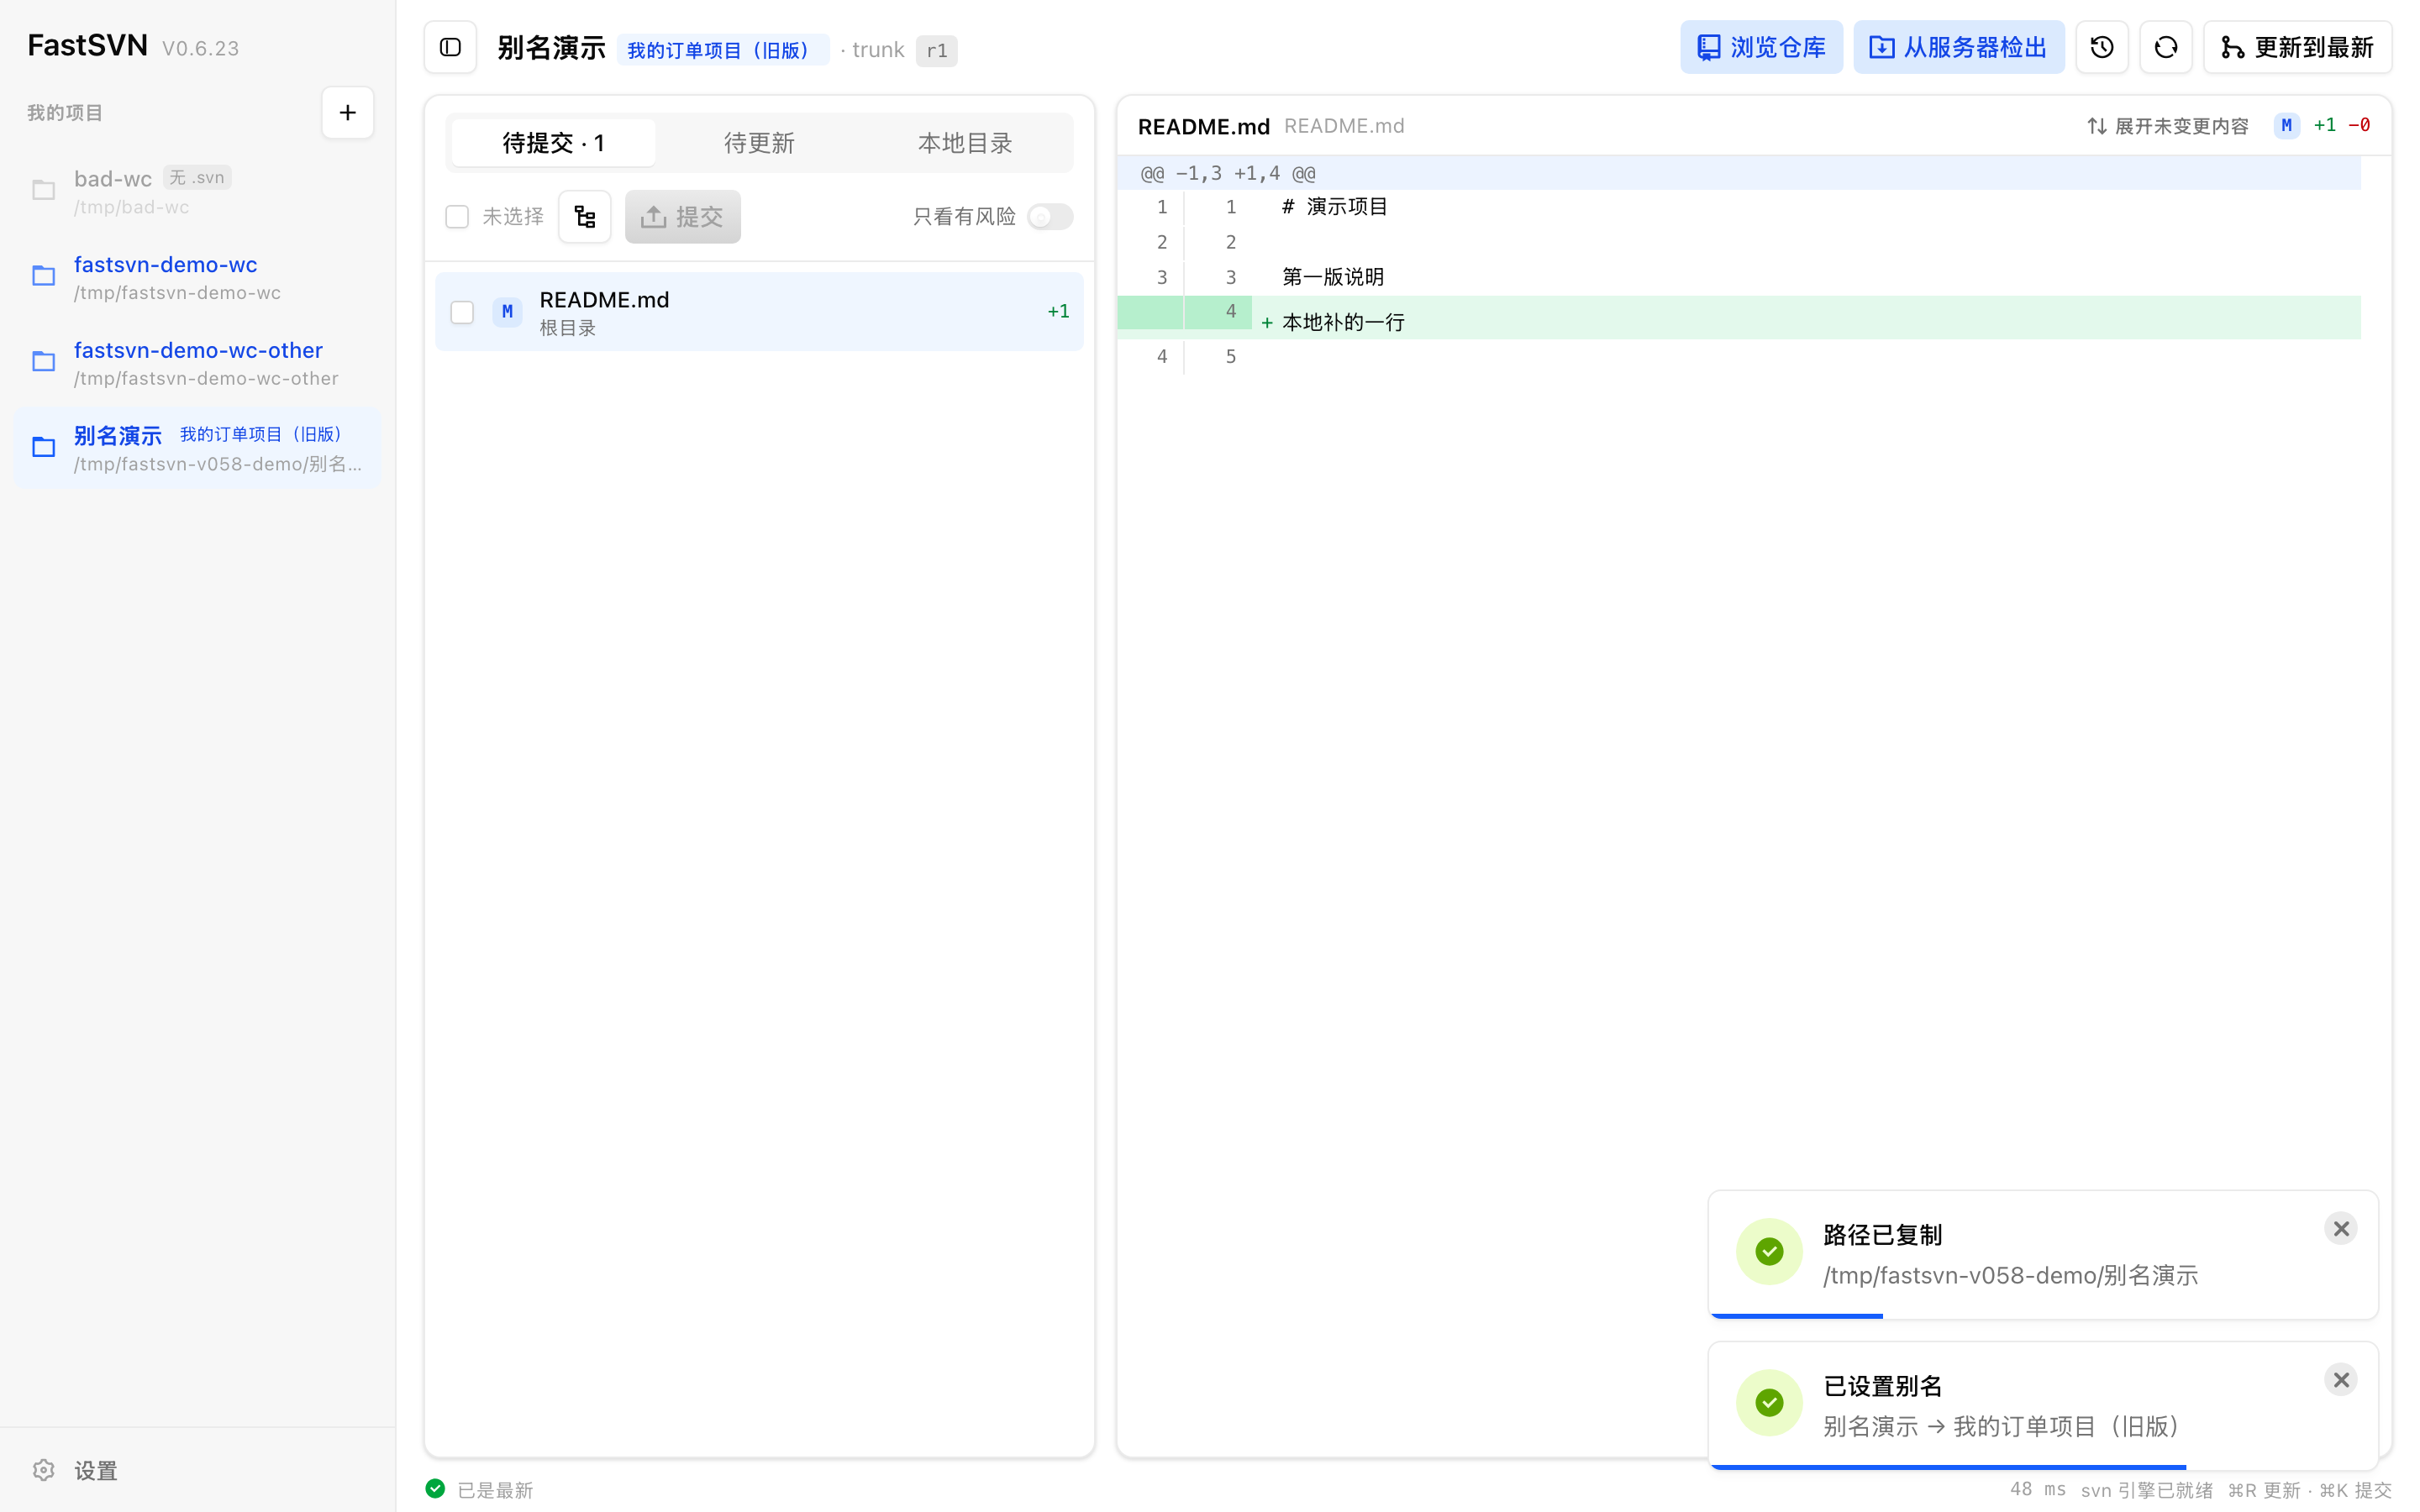 FastSVN V0.6.23
我的项目
bad-wc 无 .svn
/tmp/bad-wc
fastsvn-demo-wc
/tmp/fastsvn-demo-wc
fastsvn-demo-wc-other
/tmp/fastsvn-demo-wc-other
别名演示 我的订单项目（旧版）
/tmp/fastsvn-v058-demo/别名...
设置
别名演示 我的订单项目（旧版） · trunk r1
浏览仓库 从服务器检出 更新到最新
待提交 · 1 待更新 本地目录
未选择 提交 只看有风险
M README.md +1
根目录
README.md README.md 展开未变更内容 M +1 −0
@@ −1,3 +1,4 @@
1 1 # 演示项目
2 2
3 3 第一版说明
4 + 本地补的一行
4 5
路径已复制
/tmp/fastsvn-v058-demo/别名演示
已设置别名
别名演示 → 我的订单项目（旧版）
已是最新 48 ms svn 引擎已就绪 ⌘R 更新 · ⌘K 提交